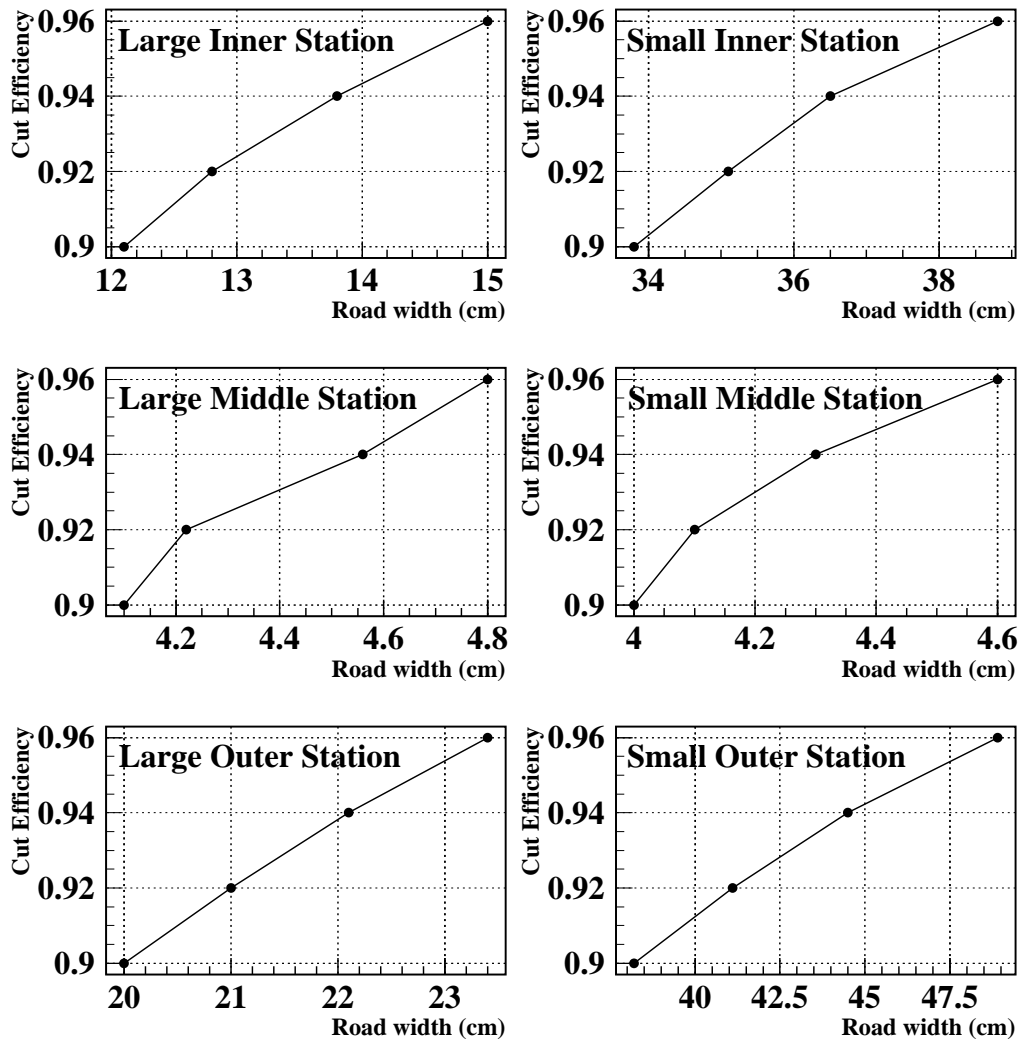 Large Inner Station
Cut Efficiency
0.96
0.94
0.92
0.9
12 13 14 15
Road width (cm)
Small Inner Station
Cut Efficiency
0.96
0.94
0.92
0.9
34 36 38
Road width (cm)
Large Middle Station
Cut Efficiency
0.96
0.94
0.92
0.9
4.2 4.4 4.6 4.8
Road width (cm)
Small Middle Station
Cut Efficiency
0.96
0.94
0.92
0.9
4 4.2 4.4 4.6
Road width (cm)
Large Outer Station
Cut Efficiency
0.96
0.94
0.92
0.9
20 21 22 23
Road width (cm)
Small Outer Station
Cut Efficiency
0.96
0.94
0.92
0.9
40 42.5 45 47.5
Road width (cm)